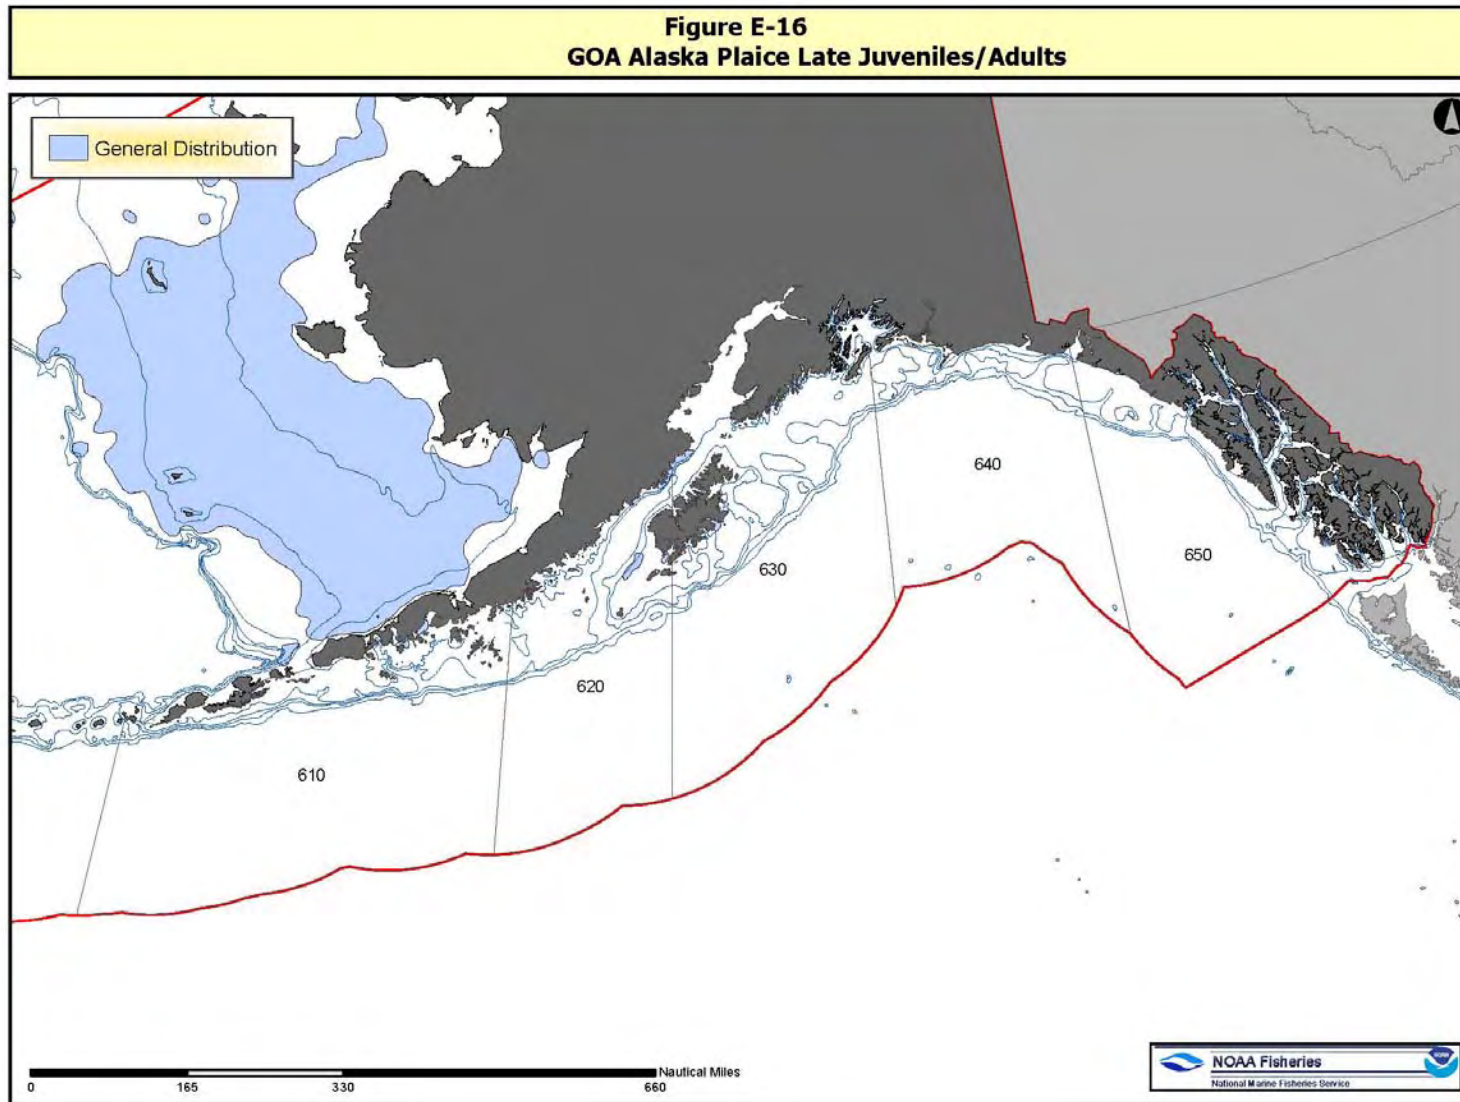 Figure E-16
GOA Alaska Plaice Late Juveniles/Adults
General Distribution
640
650
630
620
610
Nautical Miles
0 165 330 660
NOAA Fisheries
National Marine Fisheries Service